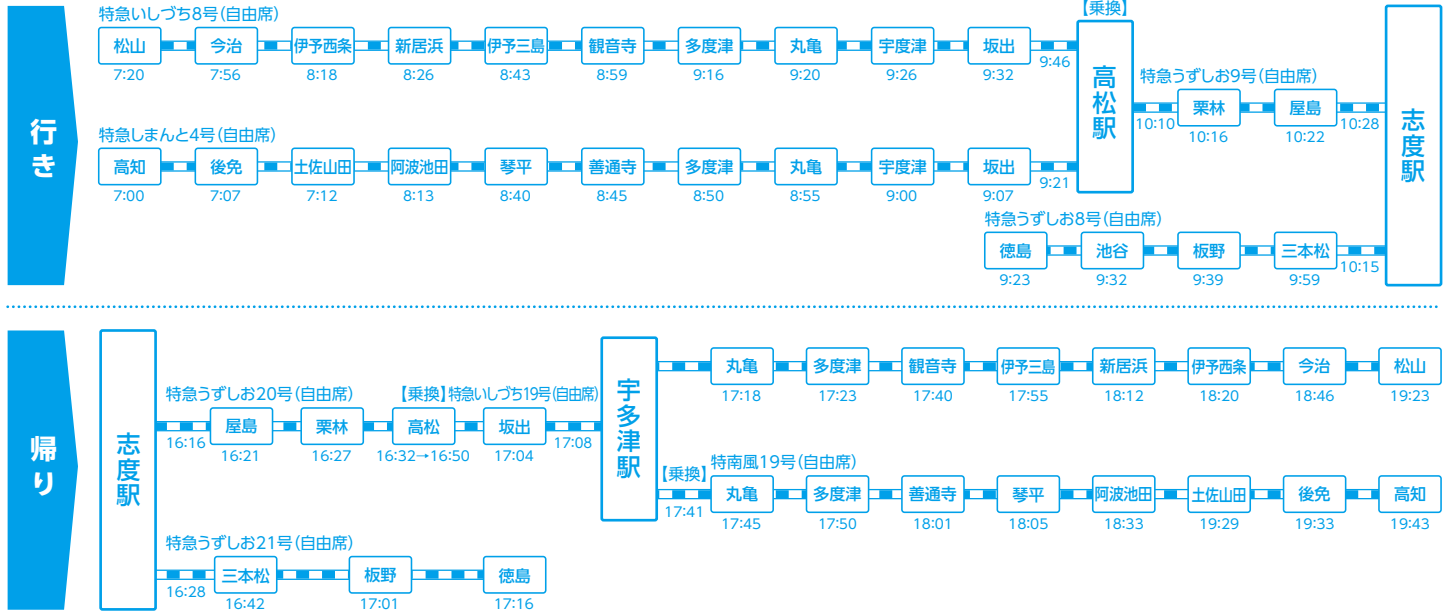 行き
特急いしづち8号(自由席)
松山 今治 伊予西条 新居浜 伊予三島 観音寺 多度津 丸亀 宇度津 坂出
7:20 7:56 8:18 8:26 8:43 8:59 9:16 9:20 9:26 9:32 9:46
特急しまんと4号(自由席)
高知 後免 土佐山田 阿波池田 琴平 善通寺 多度津 丸亀 宇度津 坂出
7:00 7:07 7:12 8:13 8:40 8:45 8:50 8:55 9:00 9:07 9:21
【乗換】
高松駅
特急うずしお9号(自由席)
栗林 屋島
10:10 10:16 10:22 10:28
特急うずしお8号(自由席)
徳島 池谷 板野 三本松
9:23 9:32 9:39 9:59 10:15
志度駅
帰り
志度駅
特急うずしお20号(自由席) 【乗換】特急いしづち19号(自由席)
屋島 栗林 高松 坂出
16:16 16:21 16:27 16:32→16:50 17:04 17:08
宇多津駅
丸亀 多度津 観音寺 伊予三島 新居浜 伊予西条 今治 松山
17:18 17:23 17:40 17:55 18:12 18:20 18:46 19:23
【乗換】特南風19号(自由席)
丸亀 多度津 善通寺 琴平 阿波池田 土佐山田 後免 高知
17:41 17:45 17:50 18:01 18:05 18:33 19:29 19:33 19:43
特急うずしお21号(自由席)
三本松 板野 徳島
16:28 16:42 17:01 17:16